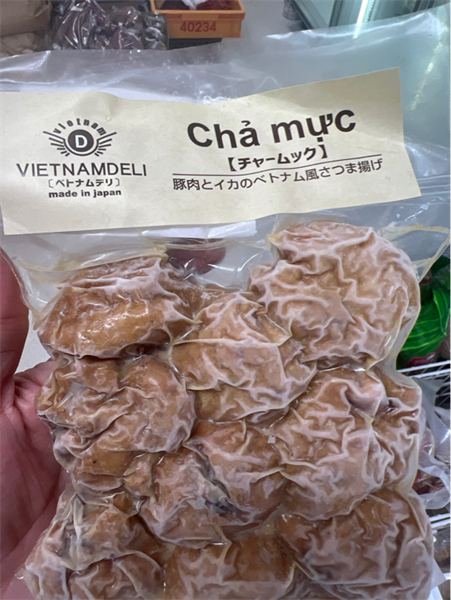 40234
vietnam
D
VIETNAMDELI
[ベトナムデリ]
made in japan
Chả mực
【チャームック】
豚肉とイカのベトナム風さつま揚げ